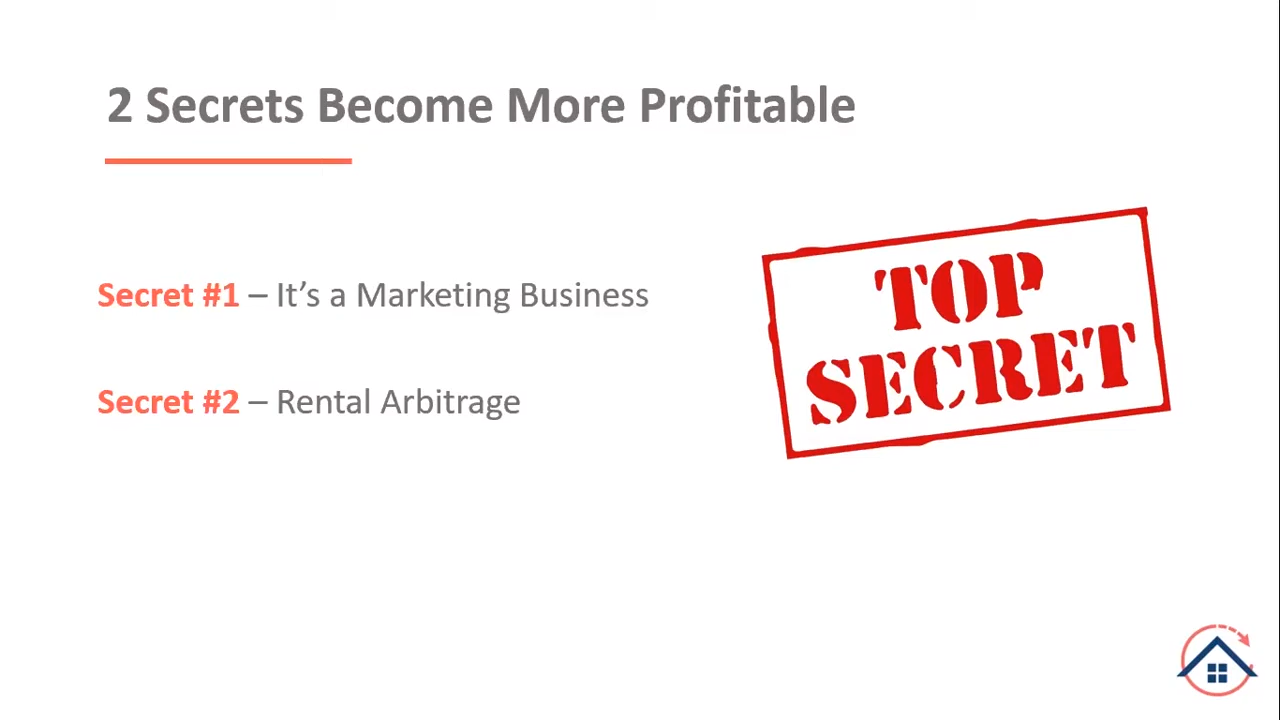 2 Secrets Become More Profitable
Secret #1 – It’s a Marketing Business
Secret #2 – Rental Arbitrage
TOP
SECRET